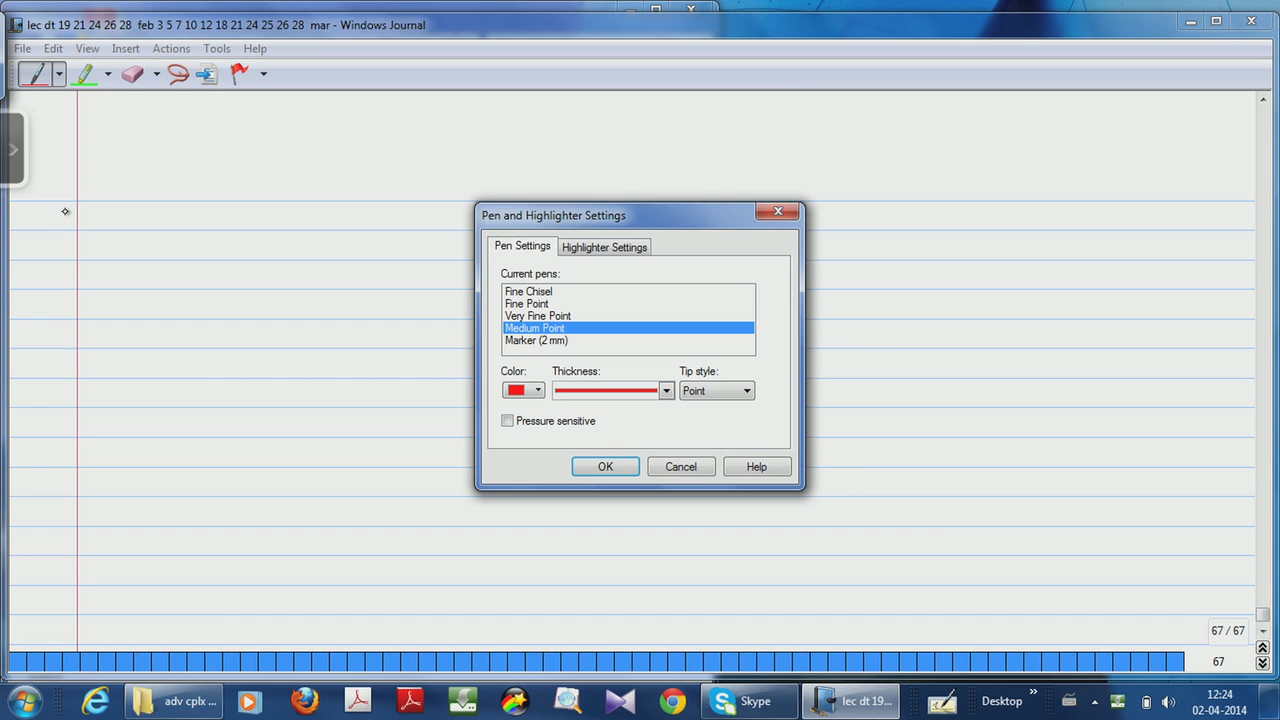 lec dt 19 21 24 26 28 feb 3 5 7 10 12 18 21 24 25 26 28 mar - Windows Journal
File Edit View Insert Actions Tools Help
Pen and Highlighter Settings
Pen Settings Highlighter Settings
Current pens:
Fine Chisel
Fine Point
Very Fine Point
Medium Point
Marker (2 mm)
Color: Thickness: Tip style:
Point
Pressure sensitive
OK Cancel Help
67 / 67
67
adv cplx ... Skype lec dt 19... Desktop 12:24
02-04-2014